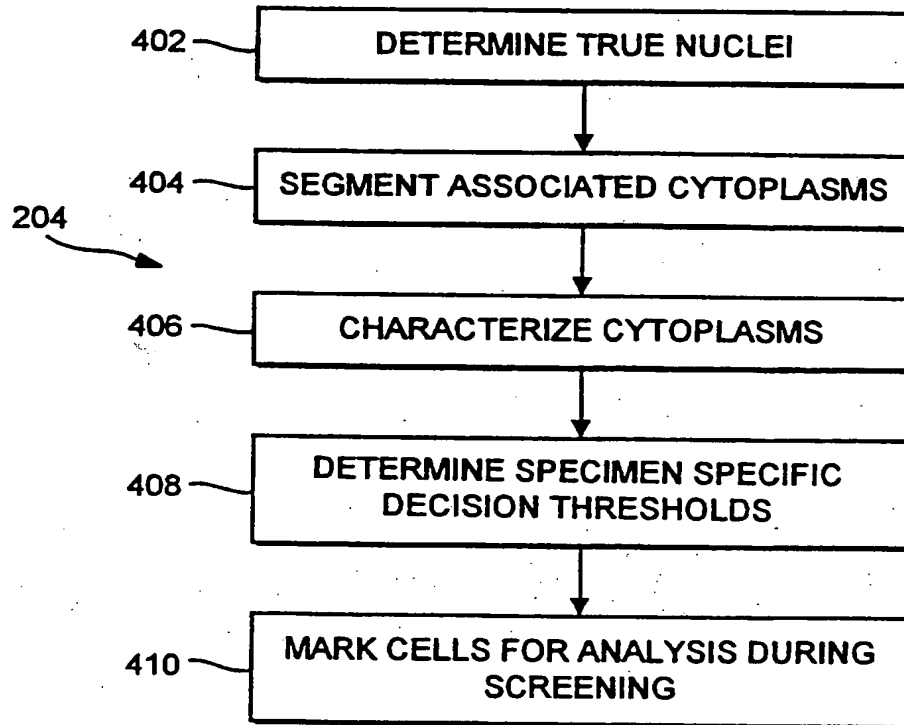 402
DETERMINE TRUE NUCLEI
404
SEGMENT ASSOCIATED CYTOPLASMS
204
406
CHARACTERIZE CYTOPLASMS
408
DETERMINE SPECIMEN SPECIFIC
DECISION THRESHOLDS
410
MARK CELLS FOR ANALYSIS DURING
SCREENING